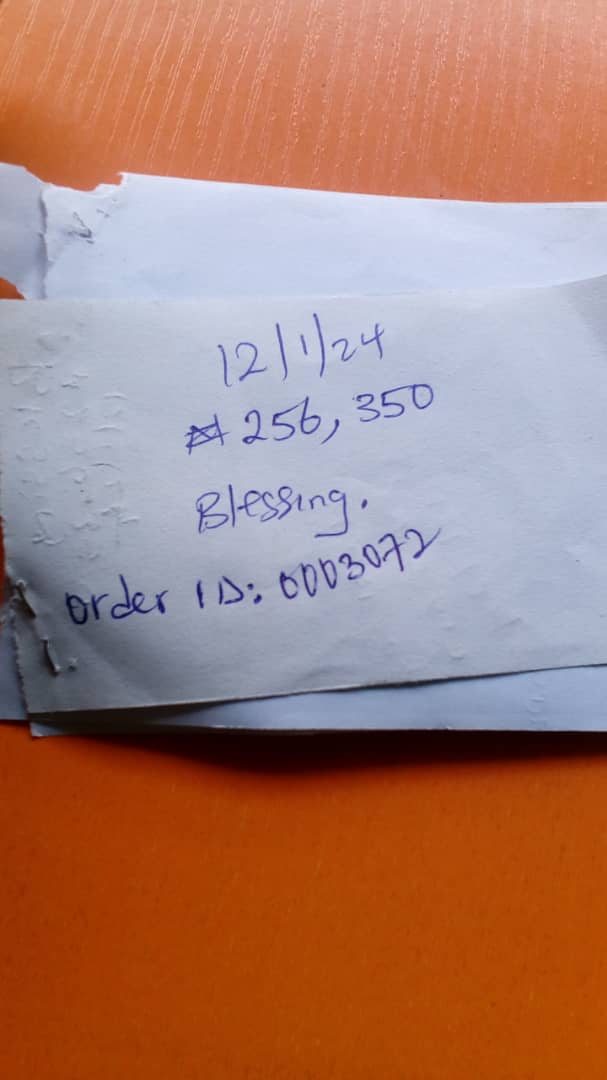 12/1/24
₦256,350
Blessing.
order ID: 0003072